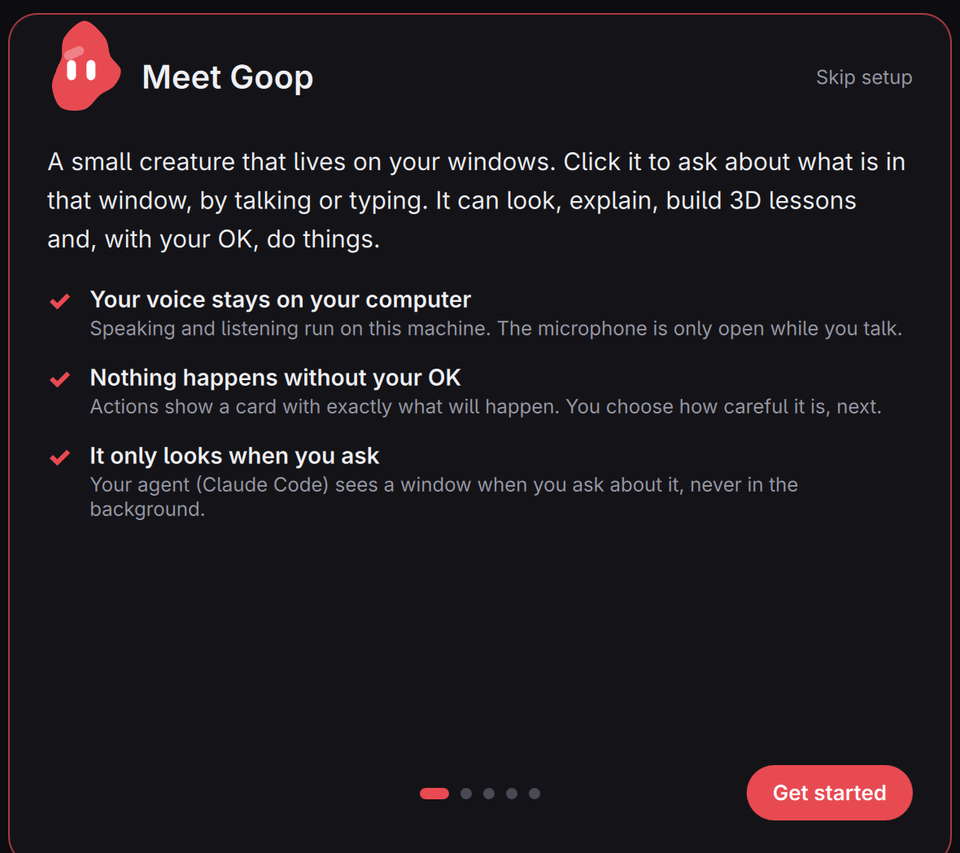 Meet Goop
Skip setup
A small creature that lives on your windows. Click it to ask about what is in
that window, by talking or typing. It can look, explain, build 3D lessons
and, with your OK, do things.
Your voice stays on your computer
Speaking and listening run on this machine. The microphone is only open while you talk.
Nothing happens without your OK
Actions show a card with exactly what will happen. You choose how careful it is, next.
It only looks when you ask
Your agent (Claude Code) sees a window when you ask about it, never in the
background.
Get started